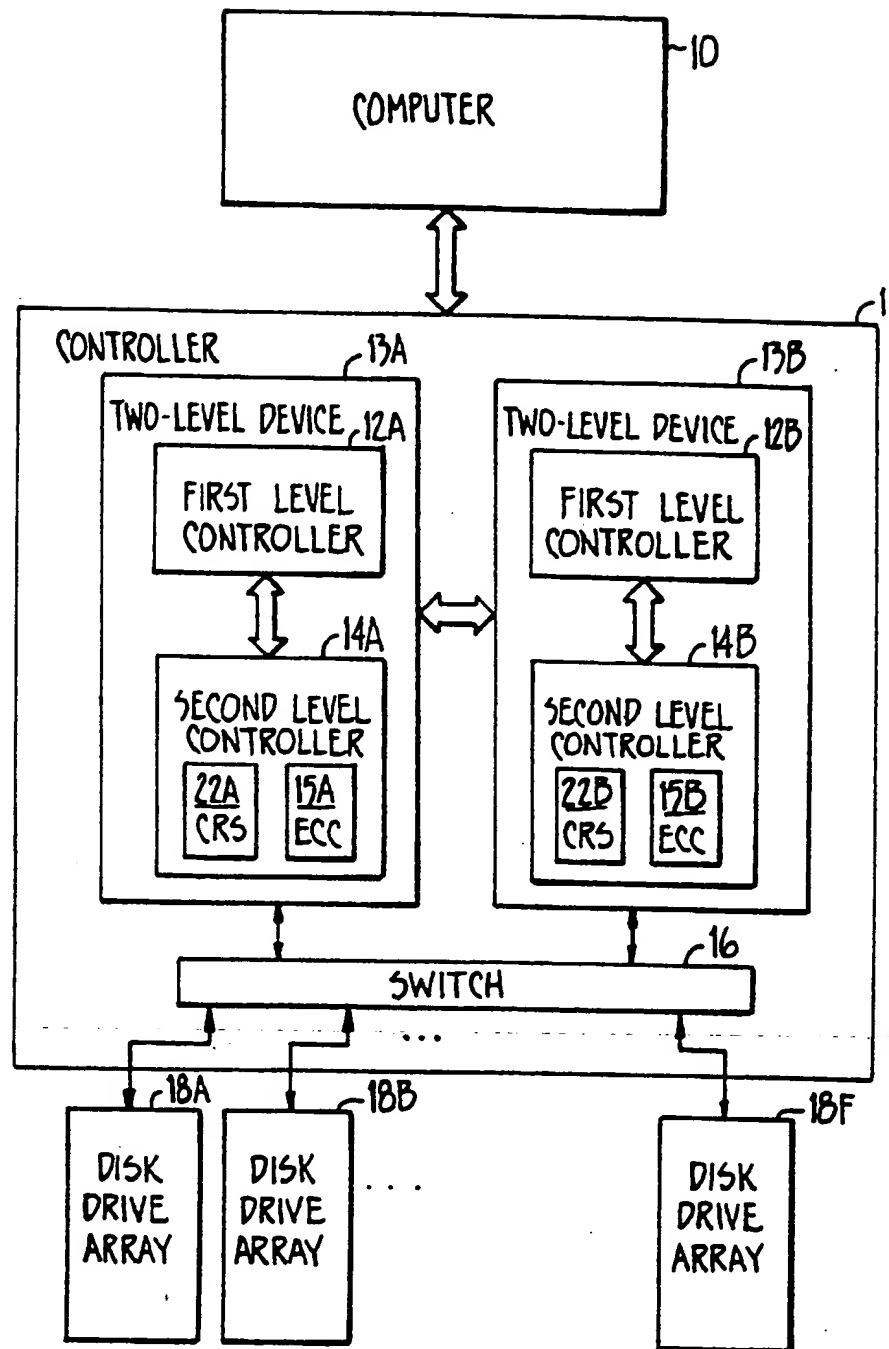 10
COMPUTER
1
CONTROLLER
13A
13B
TWO-LEVEL DEVICE
TWO-LEVEL DEVICE
12A
12B
FIRST LEVEL
CONTROLLER
FIRST LEVEL
CONTROLLER
14A
14B
SECOND LEVEL
CONTROLLER
SECOND LEVEL
CONTROLLER
22A
CRS
15A
ECC
22B
CRS
15B
ECC
16
SWITCH
...
18A
18B
18F
DISK
DRIVE
ARRAY
DISK
DRIVE
ARRAY
...
DISK
DRIVE
ARRAY